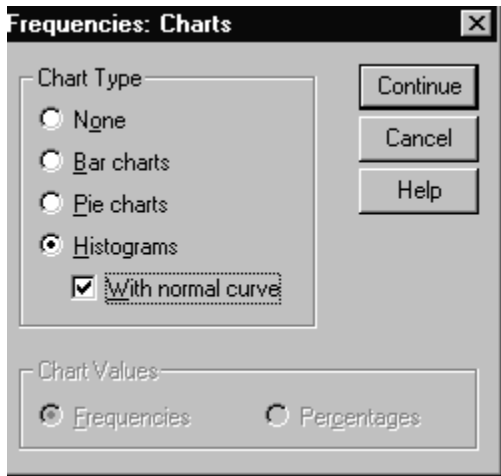 Frequencies: Charts
Chart Type
None
Bar charts
Pie charts
Histograms
With normal curve
Continue
Cancel
Help
Chart Values
Frequencies
Percentages